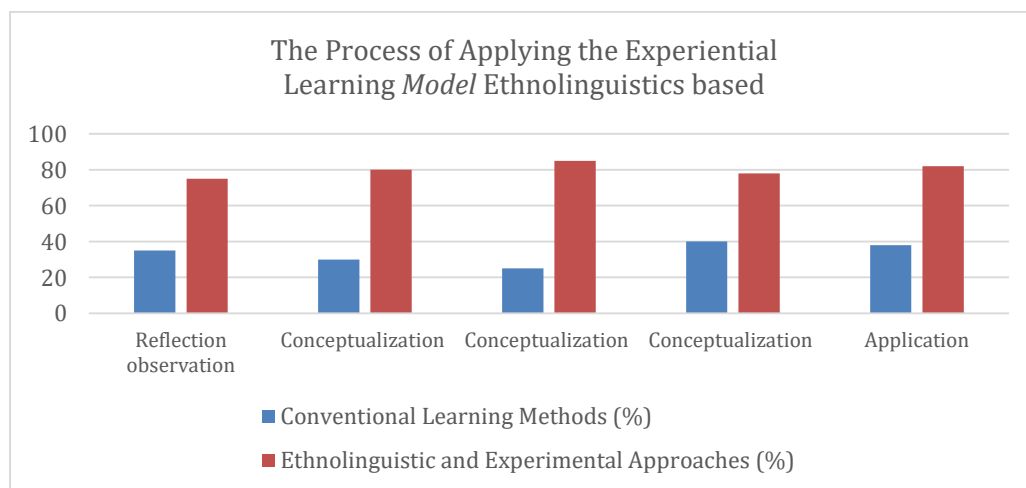 The Process of Applying the Experiential
Learning Model Ethnolinguistics based
100
80
60
40
20
0
Reflection
observation
Conceptualization
Conceptualization
Conceptualization
Application
Conventional Learning Methods (%)
Ethnolinguistic and Experimental Approaches (%)